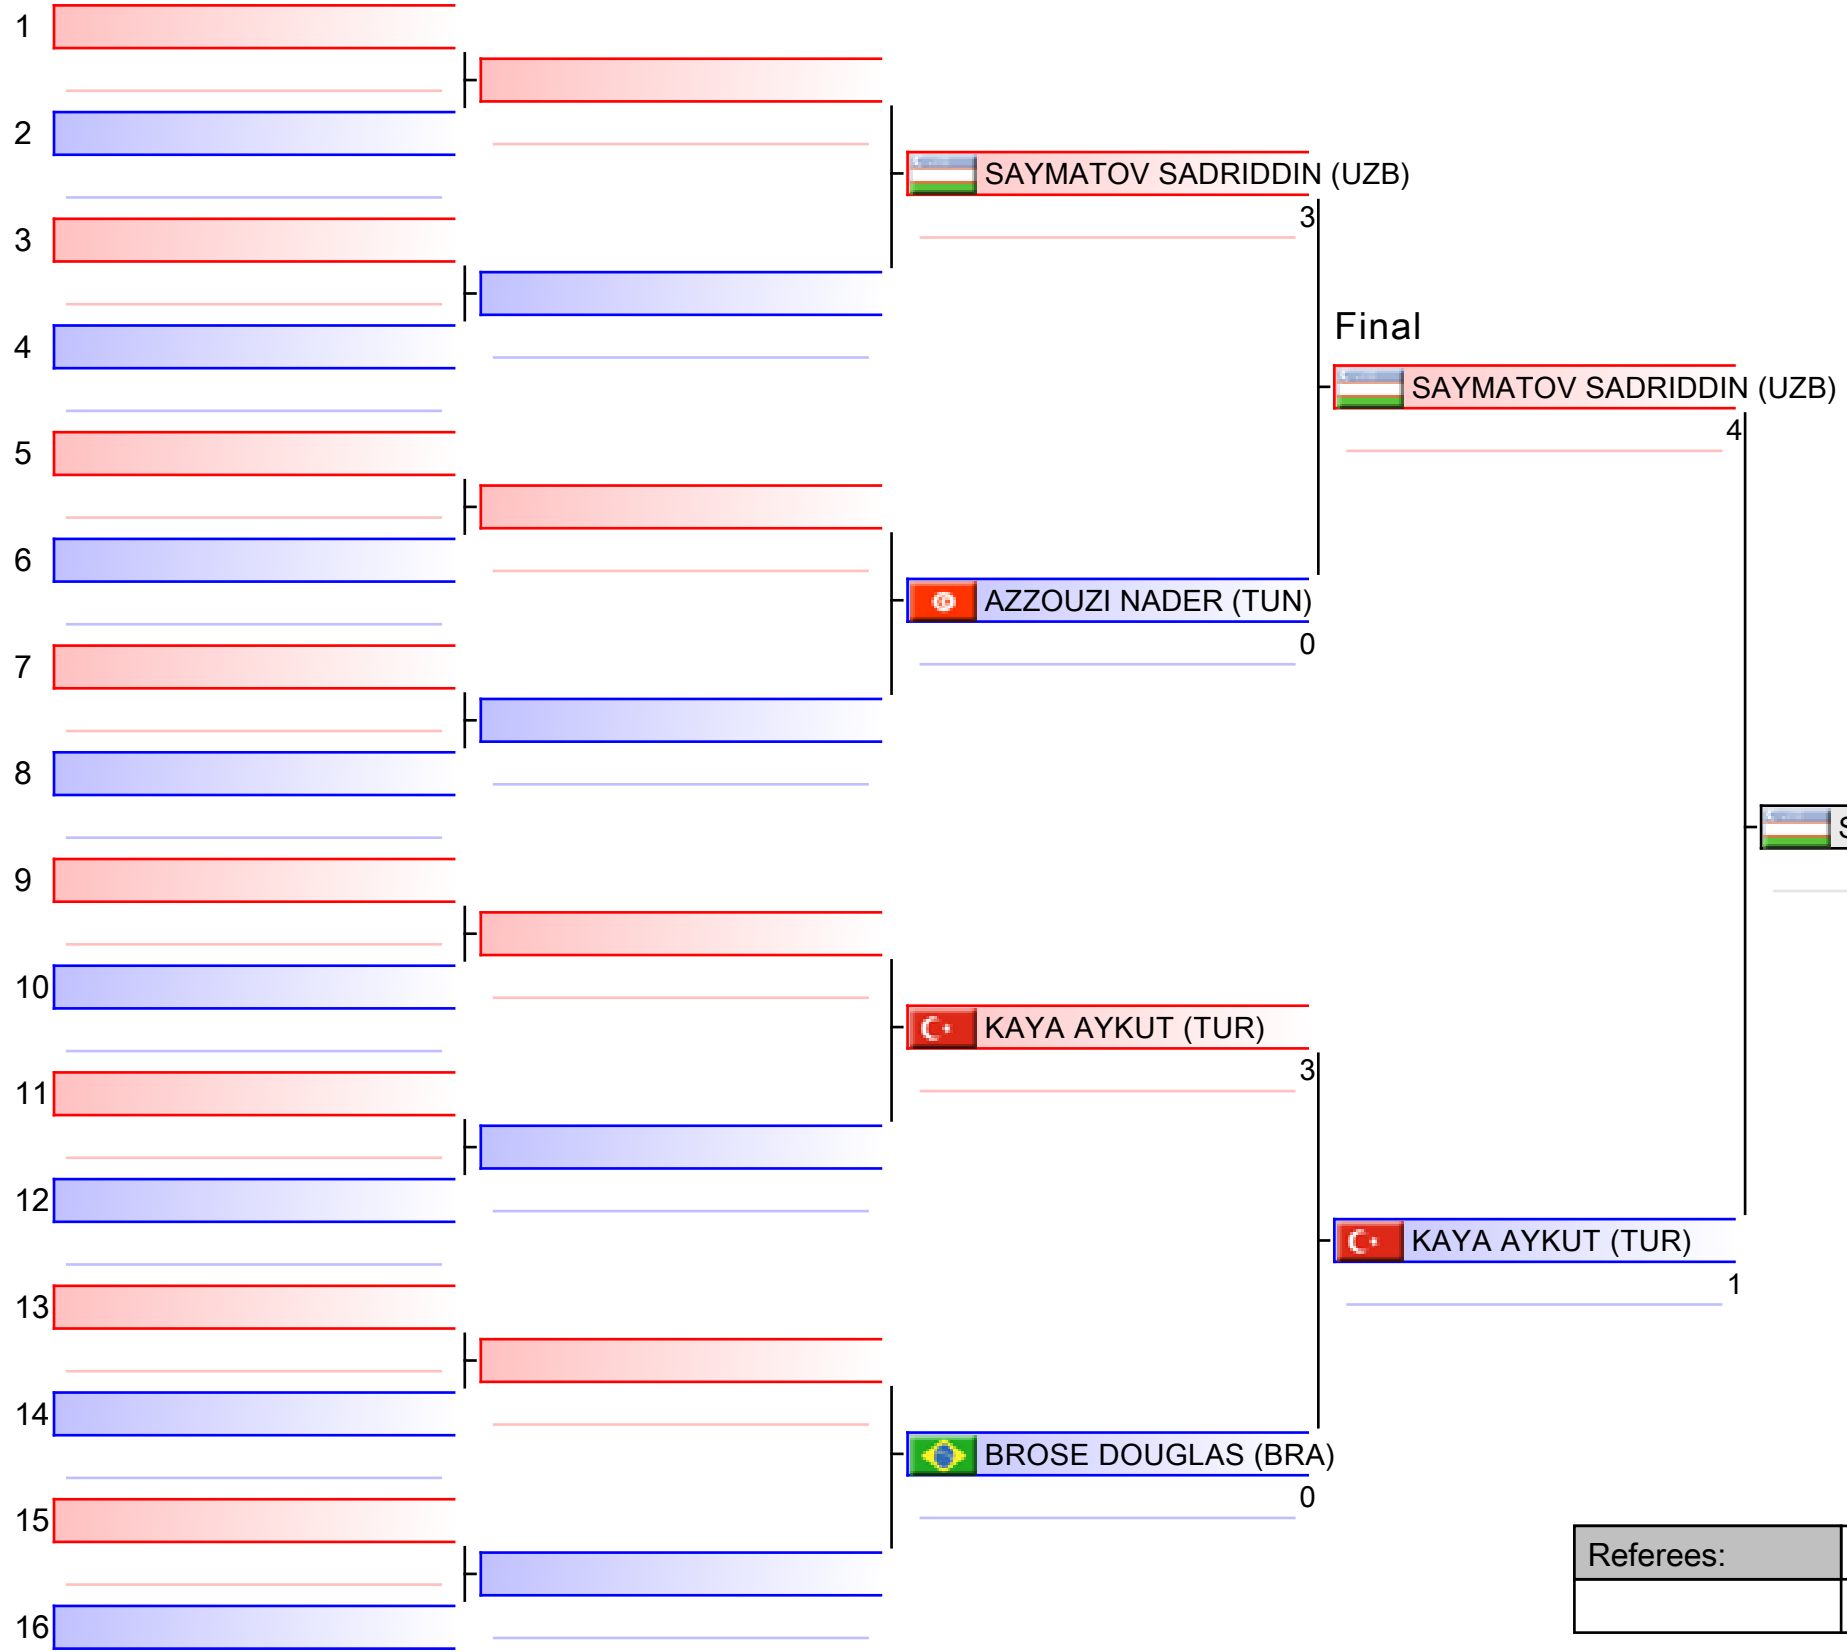 1
2
SAYMATOV SADRIDDIN (UZB)
3
3
Final
4
SAYMATOV SADRIDDIN (UZB)
4
5
6
AZZOUZI NADER (TUN)
0
7
8
S
9
10
KAYA AYKUT (TUR)
3
11
12
KAYA AYKUT (TUR)
1
13
14
BROSE DOUGLAS (BRA)
0
15
Referees:
16